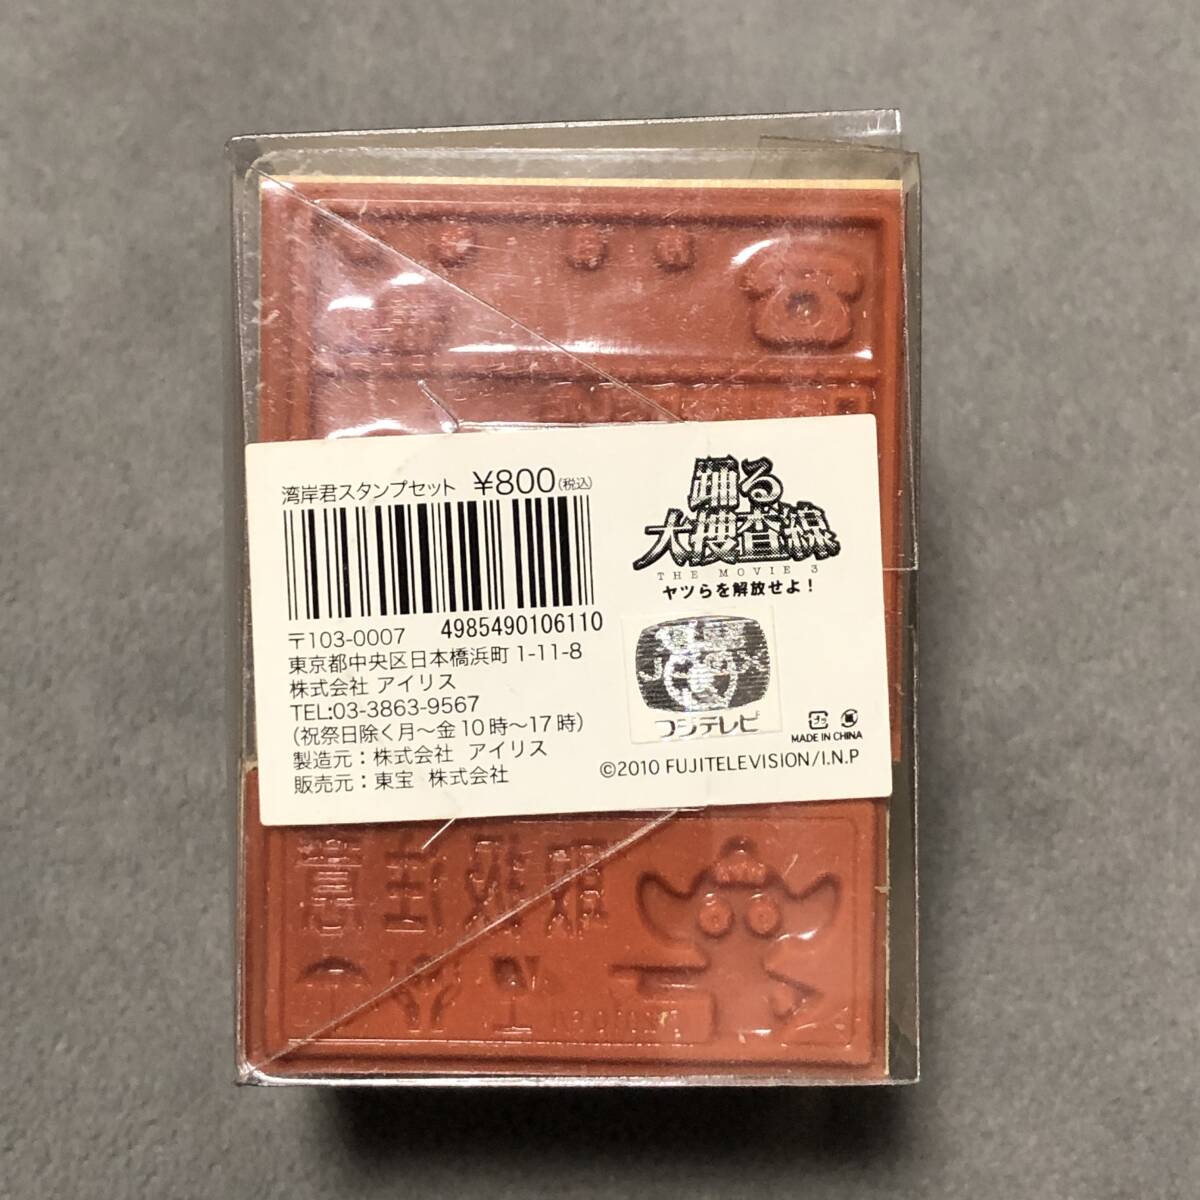 湾岸君スタンプセット ¥800(税込)
4985490106110
〒103-0007
東京都中央区日本橋浜町 1-11-8
株式会社 アイリス
TEL:03-3863-9567
(祝祭日除く月〜金10時〜17時)
製造元：株式会社 アイリス
販売元：東宝 株式会社
踊る
大捜査線
THE MOVIE 3
ヤツらを解放せよ！
フジテレビ
MADE IN CHINA
©2010 FUJITELEVISION/I.N.P
取扱注意